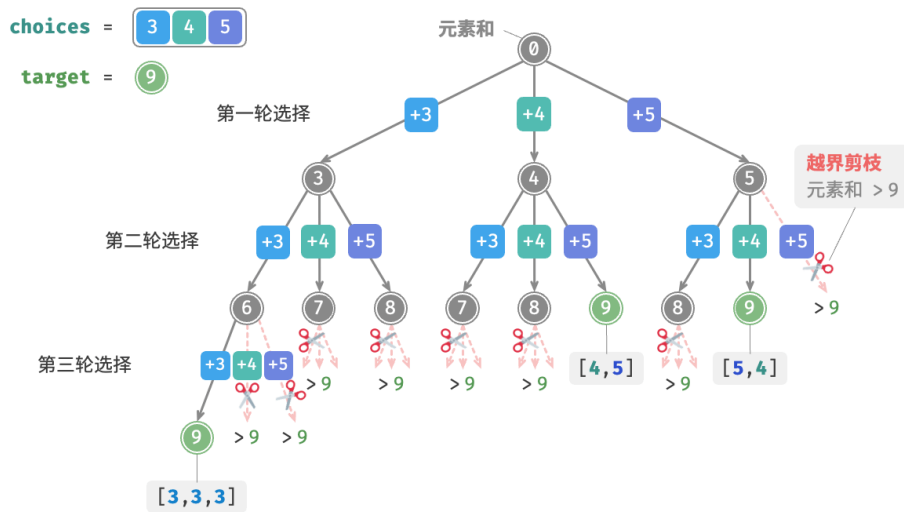 choices = 3 4 5
元素和
0
target = 9
第一轮选择
+3 +4 +5
越界剪枝
元素和 > 9
3 4 5
第二轮选择
+3 +4 +5 +3 +4 +5 +3 +4 +5
6 7 8 7 8 9 8 9 > 9
第三轮选择
+3 +4 +5
> 9 > 9 > 9 > 9 > 9
[4,5] [5,4]
9 > 9 > 9
[3,3,3]